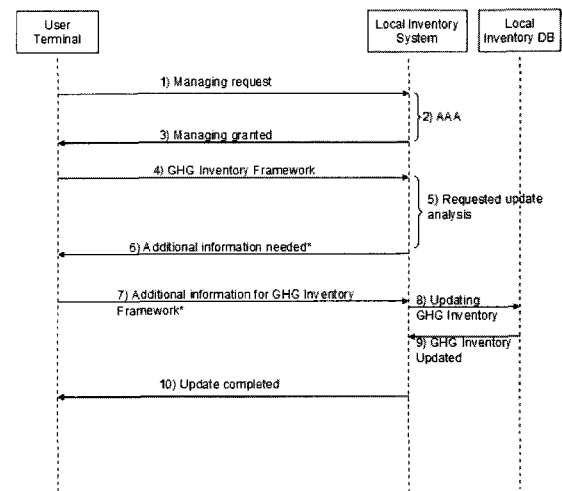 User
Terminal
Local Inventory
System
Local
Inventory DB
1) Managing request
2) AAA
3) Managing granted
4) GHG Inventory Framework
5) Requested update
analysis
6) Additional information needed*
7) Additional information for GHG Inventory
Framework*
8) Updating
GHG Inventory
9) GHG Inventory
Updated
10) Update completed